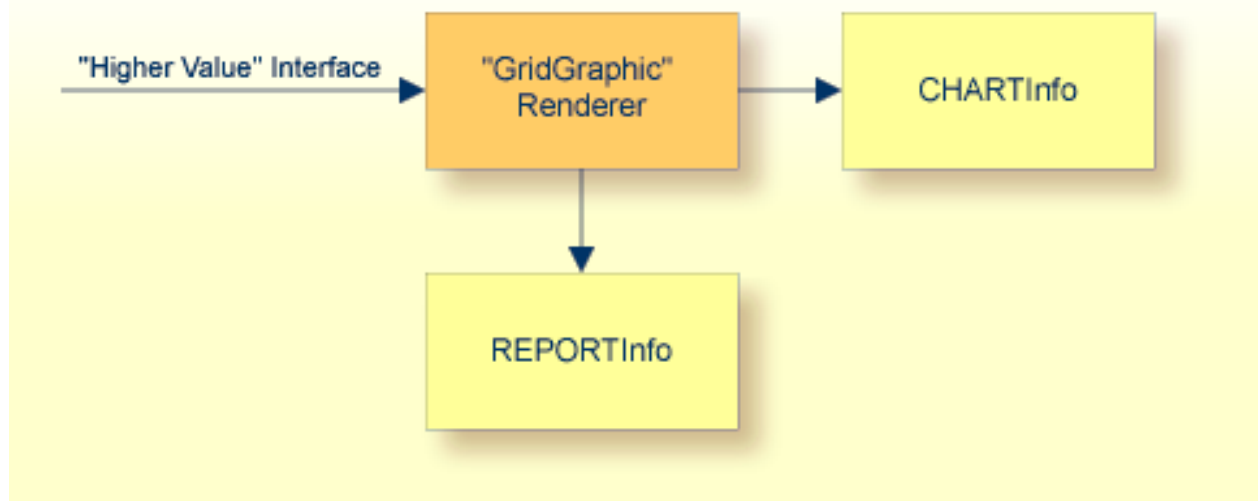 "Higher Value" Interface
"GridGraphic"
Renderer
CHARTInfo
REPORTInfo